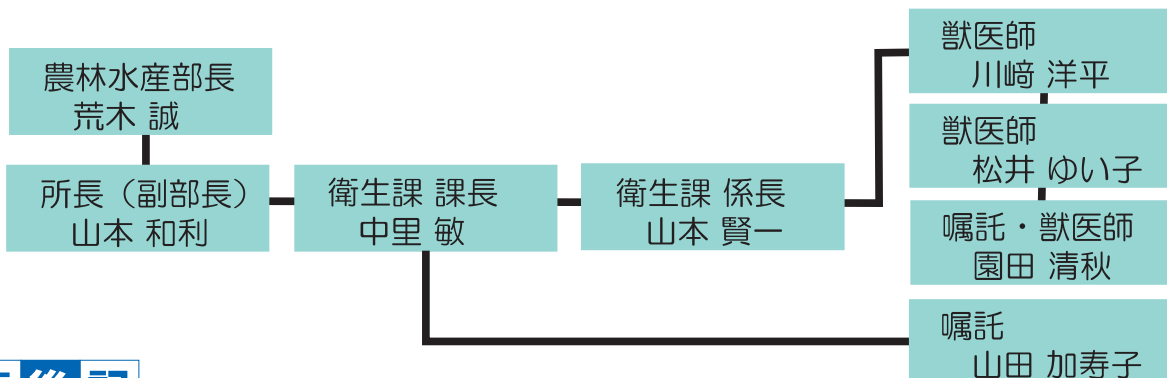 農林水産部長
荒木 誠
所長（副部長）
山本 和利
衛生課 課長
中里 敏
衛生課 係長
山本 賢一
獣医師
川﨑 洋平
獣医師
松井 ゆい子
嘱託・獣医師
園田 清秋
嘱託
山田 加寿子
後記